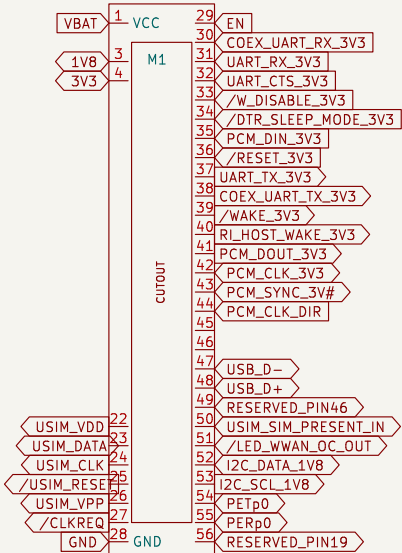 VBAT 1 VCC 29 EN
30 COEX_UART_RX_3V3
1V8 3 M1 31 UART_RX_3V3
3V3 4 32 UART_CTS_3V3
33 /W_DISABLE_3V3
34 /DTR_SLEEP_MODE_3V3
35 PCM_DIN_3V3
36 /RESET_3V3
37 UART_TX_3V3
38 COEX_UART_TX_3V3
39 /WAKE_3V3
40 RI_HOST_WAKE_3V3
41 PCM_DOUT_3V3
CUTOUT
42 PCM_CLK_3V3
43 PCM_SYNC_3V#
44 PCM_CLK_DIR
45
46
47 USB_D-
48 USB_D+
49 RESERVED_PIN46
USIM_VDD 22 50 USIM_SIM_PRESENT_IN
USIM_DATA 23 51 /LED_WWAN_OC_OUT
USIM_CLK 24 52 I2C_DATA_1V8
/USIM_RESET 25 53 I2C_SCL_1V8
USIM_VPP 26 54 PETp0
/CLKREQ 27 55 PERp0
GND 28 GND 56 RESERVED_PIN19